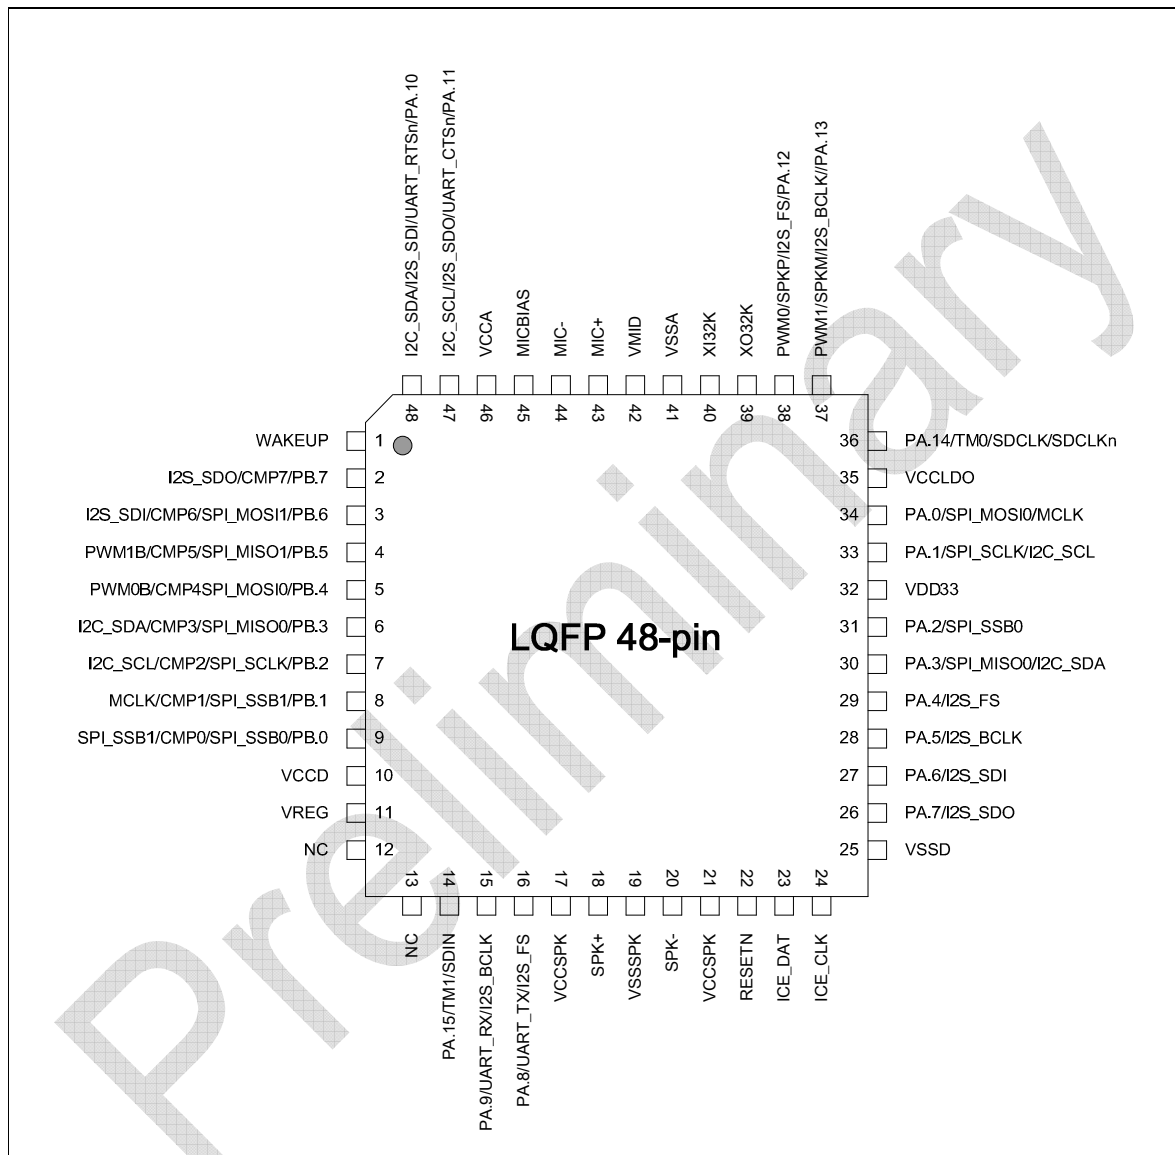 I2C_SDA/I2S_SDI/UART_RTSn/PA.10
I2C_SCL/I2S_SDO/UART_CTSn/PA.11
VCCA
MICBIAS
MIC-
MIC+
VMID
VSSA
XI32K
XO32K
PWM0/SPKP/I2S_FS/PA.12
PWM1/SPKM/I2S_BCLK//PA.13
48
47
46
45
44
43
42
41
40
39
38
37
WAKEUP 1
I2S_SDO/CMP7/PB.7 2
I2S_SDI/CMP6/SPI_MOSI1/PB.6 3
PWM1B/CMP5/SPI_MISO1/PB.5 4
PWM0B/CMP4SPI_MOSI0/PB.4 5
I2C_SDA/CMP3/SPI_MISO0/PB.3 6
I2C_SCL/CMP2/SPI_SCLK/PB.2 7
MCLK/CMP1/SPI_SSB1/PB.1 8
SPI_SSB1/CMP0/SPI_SSB0/PB.0 9
VCCD 10
VREG 11
NC 12
LQFP 48-pin
36 PA.14/TM0/SDCLK/SDCLKn
35 VCCLDO
34 PA.0/SPI_MOSI0/MCLK
33 PA.1/SPI_SCLK/I2C_SCL
32 VDD33
31 PA.2/SPI_SSB0
30 PA.3/SPI_MISO0/I2C_SDA
29 PA.4/I2S_FS
28 PA.5/I2S_BCLK
27 PA.6/I2S_SDI
26 PA.7/I2S_SDO
25 VSSD
13
14
15
16
17
18
19
20
21
22
23
24
NC
PA.15/TM1/SDIN
PA.9/UART_RX/I2S_BCLK
PA.8/UART_TX/I2S_FS
VCCSPK
SPK+
VSSSPK
SPK-
VCCSPK
RESETN
ICE_DAT
ICE_CLK
Preliminary